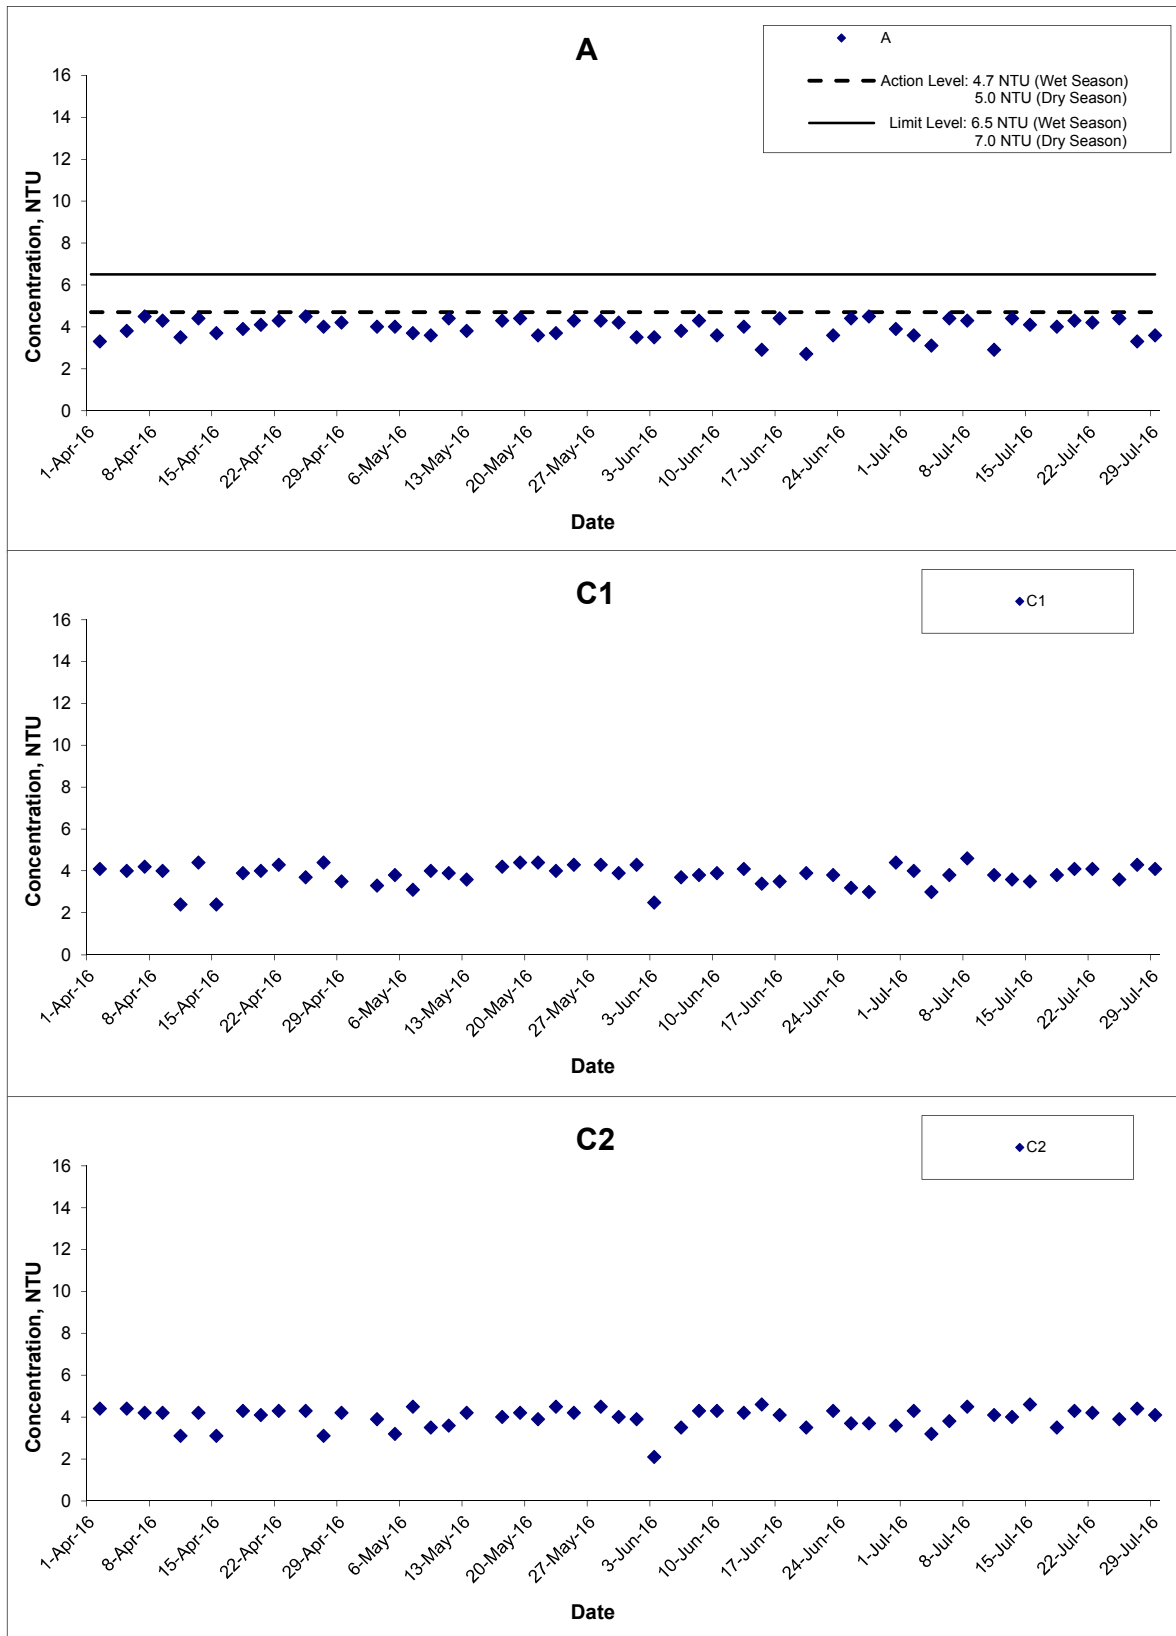 A
A
Action Level: 4.7 NTU (Wet Season)
5.0 NTU (Dry Season)
Limit Level: 6.5 NTU (Wet Season)
7.0 NTU (Dry Season)
Concentration, NTU
16
14
12
10
8
6
4
2
0
1-Apr-16
8-Apr-16
15-Apr-16
22-Apr-16
29-Apr-16
6-May-16
13-May-16
20-May-16
27-May-16
3-Jun-16
10-Jun-16
17-Jun-16
24-Jun-16
1-Jul-16
8-Jul-16
15-Jul-16
22-Jul-16
29-Jul-16
Date
C1
C1
Concentration, NTU
16
14
12
10
8
6
4
2
0
1-Apr-16
8-Apr-16
15-Apr-16
22-Apr-16
29-Apr-16
6-May-16
13-May-16
20-May-16
27-May-16
3-Jun-16
10-Jun-16
17-Jun-16
24-Jun-16
1-Jul-16
8-Jul-16
15-Jul-16
22-Jul-16
29-Jul-16
Date
C2
C2
Concentration, NTU
16
14
12
10
8
6
4
2
0
1-Apr-16
8-Apr-16
15-Apr-16
22-Apr-16
29-Apr-16
6-May-16
13-May-16
20-May-16
27-May-16
3-Jun-16
10-Jun-16
17-Jun-16
24-Jun-16
1-Jul-16
8-Jul-16
15-Jul-16
22-Jul-16
29-Jul-16
Date